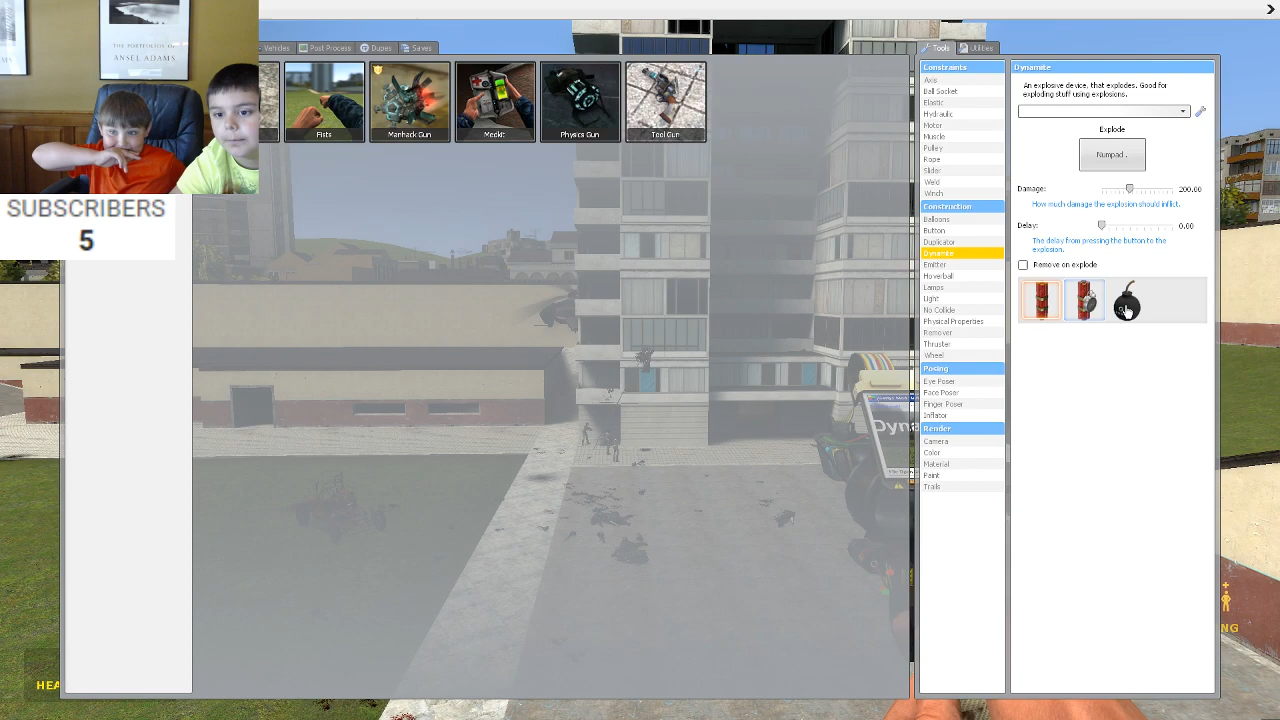 THE PORTFOLIOS OF
ANSEL ADAMS
SUBSCRIBERS
5
Vehicles
Post Process
Dupes
Saves
Fists
Manhack Gun
Medkit
Physics Gun
Tool Gun
Tools
Utilities
Constraints
Axis
Ball Socket
Elastic
Hydraulic
Motor
Muscle
Pulley
Rope
Slider
Weld
Winch
Construction
Balloons
Button
Duplicator
Dynamite
Emitter
Hoverball
Lamps
Light
No Collide
Physical Properties
Remover
Thruster
Wheel
Posing
Eye Poser
Face Poser
Finger Poser
Inflator
Render
Camera
Color
Material
Paint
Trails
Dynamite
An explosive device, that explodes. Good for
exploding stuff using explosions.
Explode
Numpad .
Damage: 200.00
How much damage the explosion should inflict.
Delay: 0.00
The delay from pressing the button to the
explosion.
Remove on explode
Dyna
HEA
NG